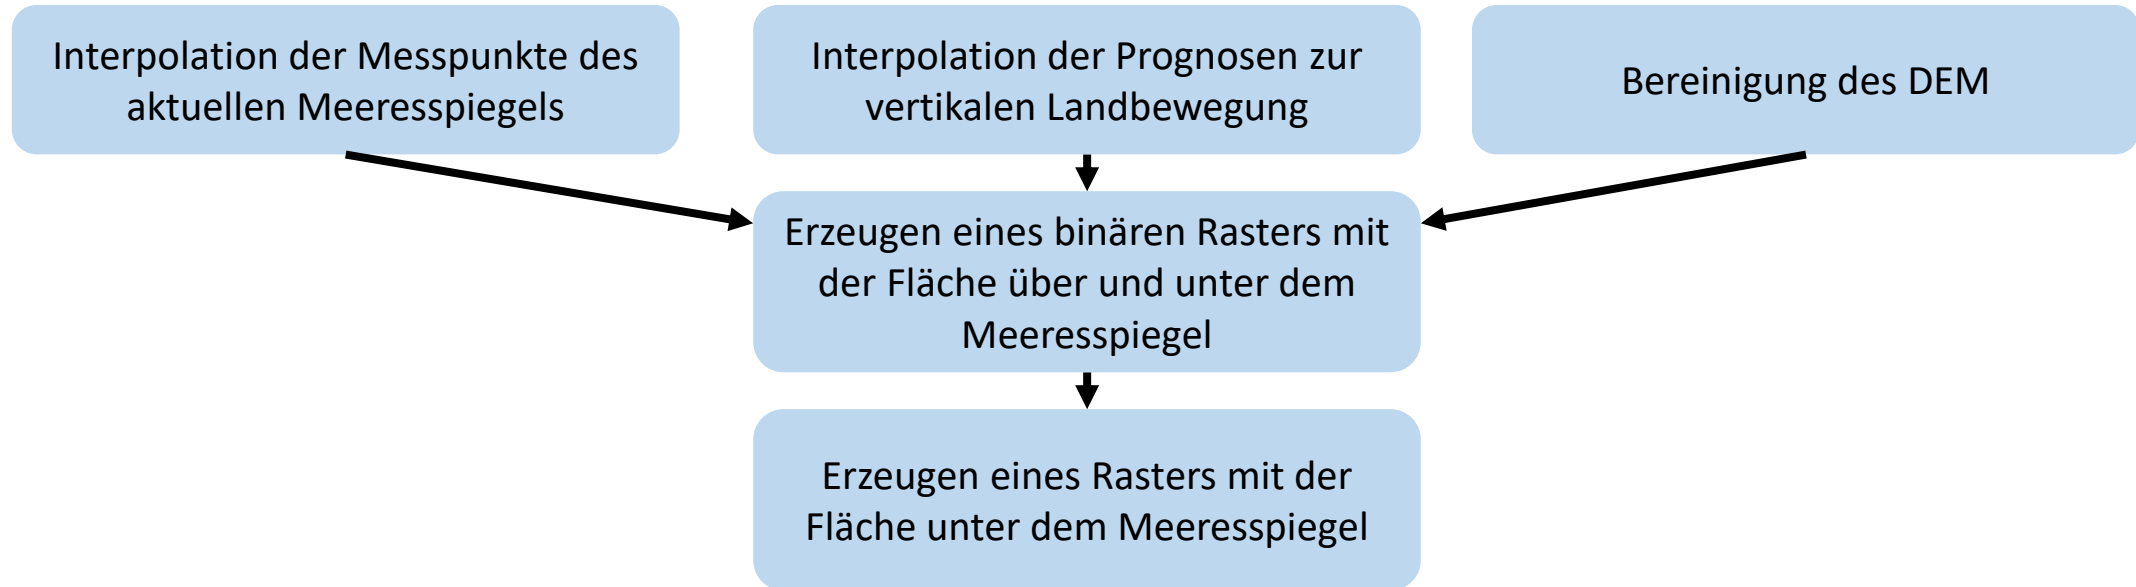 Interpolation der Messpunkte des
aktuellen Meeresspiegels
Interpolation der Prognosen zur
vertikalen Landbewegung
Bereinigung des DEM
Erzeugen eines binären Rasters mit
der Fläche über und unter dem
Meeresspiegel
Erzeugen eines Rasters mit der
Fläche unter dem Meeresspiegel